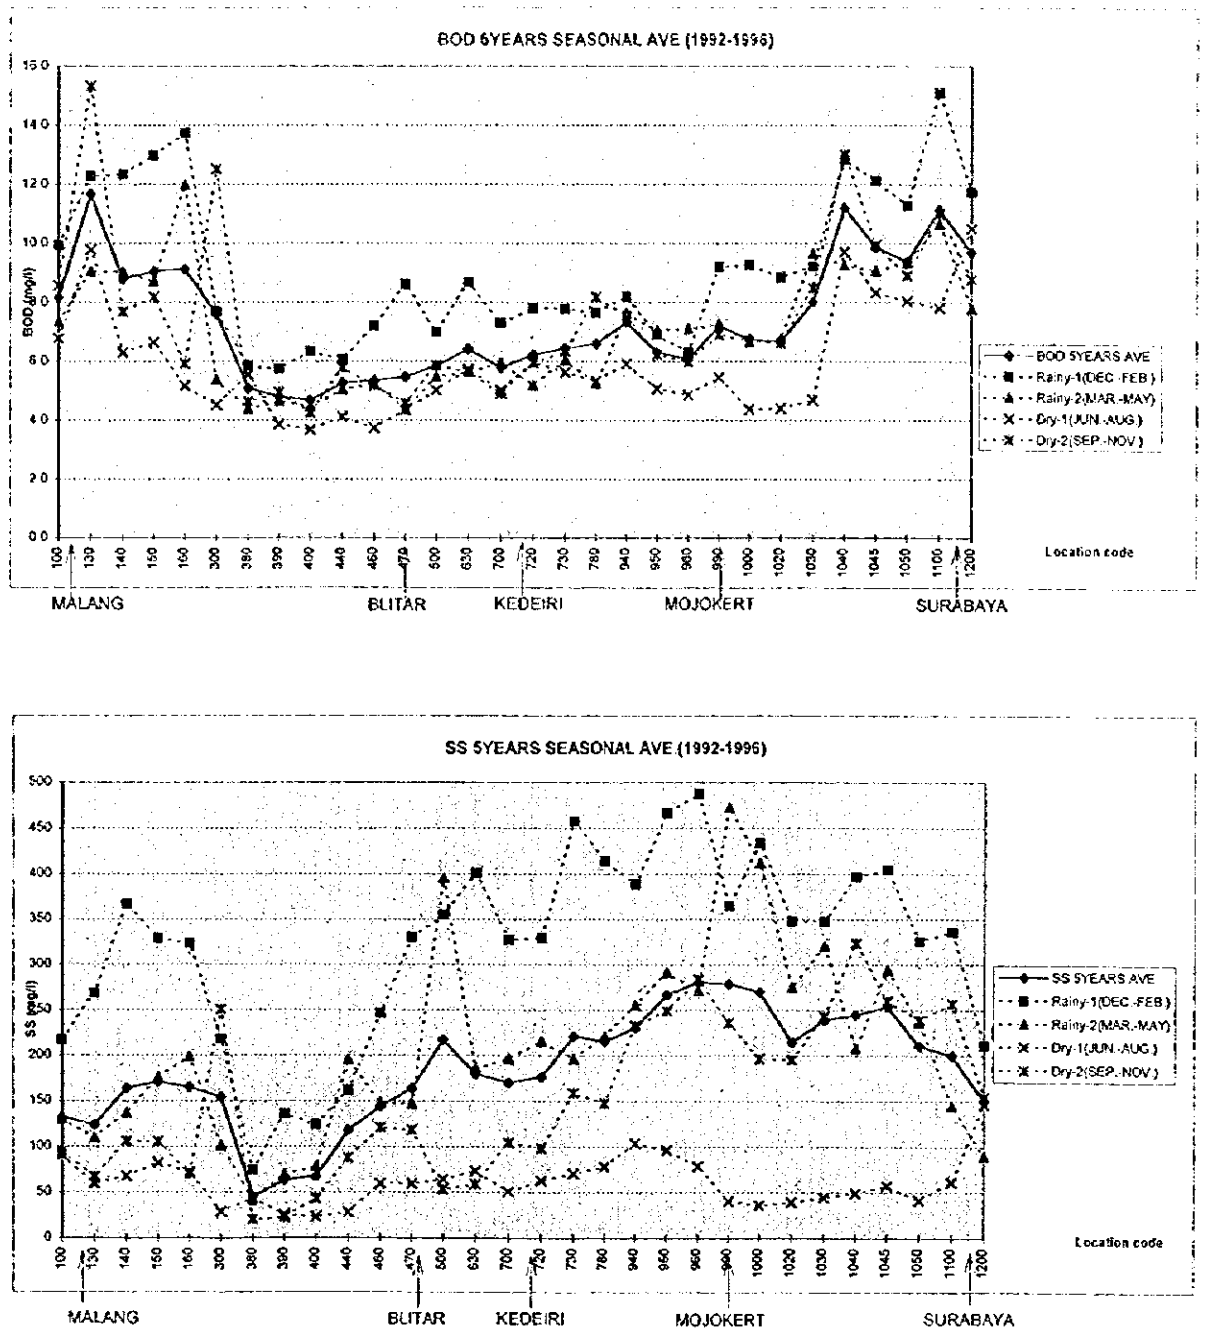 BOD 5YEARS SEASONAL AVE (1992-1996)
BOD (mg/l)
16.0
14.0
12.0
10.0
8.0
6.0
4.0
2.0
0.0
100 130 140 150 160 300 380 390 400 440 460 470 500 630 700 720 730 780 940 950 960 990 1000 1020 1030 1040 1045 1050 1100 1200
Location code
BOD 5YEARS AVE
Rainy-1(DEC.-FEB.)
Rainy-2(MAR.-MAY)
Dry-1(JUN.-AUG.)
Dry-2(SEP.-NOV.)
MALANG BLITAR KEDEIRI MOJOKERT SURABAYA
SS 5YEARS SEASONAL AVE.(1992-1996)
SS (mg/l)
500
450
400
350
300
250
200
150
100
50
0
100 130 140 150 160 300 380 390 400 440 460 470 500 630 700 720 730 780 940 950 960 990 1000 1020 1030 1040 1045 1050 1100 1200
Location code
SS 5YEARS AVE
Rainy-1(DEC.-FEB.)
Rainy-2(MAR.-MAY)
Dry-1(JUN.-AUG.)
Dry-2(SEP.-NOV.)
MALANG BLITAR KEDEIRI MOJOKERT SURABAYA